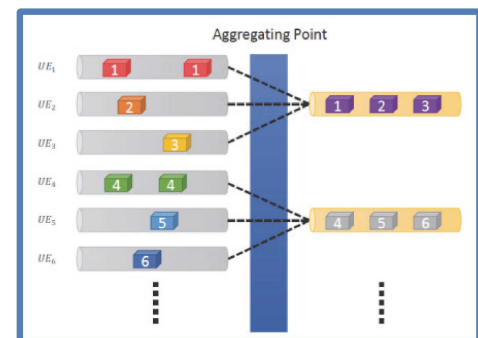 Aggregating Point
UE₁ 1 1
UE₂ 2 1 2 3
UE₃ 3
UE₄ 4 4
UE₅ 5 4 5 6
UE₆ 6